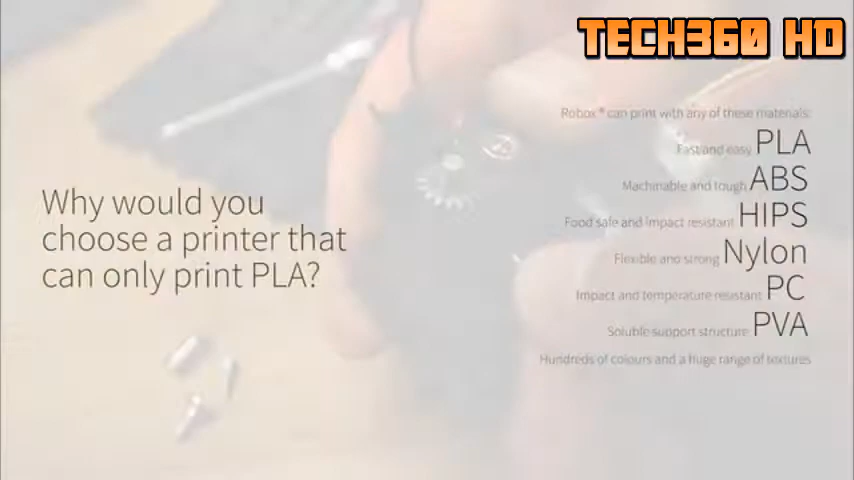 TECH360 HD
Why would you
choose a printer that
can only print PLA?
Robox® can print with any of these materials:
Fast and easy PLA
Machinable and tough ABS
Food safe and impact resistant HIPS
Flexible and strong Nylon
Impact and temperature resistant PC
Soluble support structure PVA
Hundreds of colours and a huge range of textures